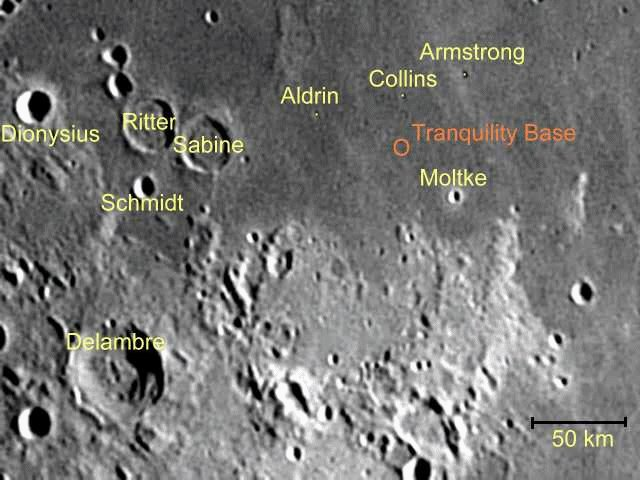 Armstrong
Collins
Aldrin
Dionysius
Ritter
Tranquility Base
Sabine
Moltke
Schmidt
Delambre
50 km